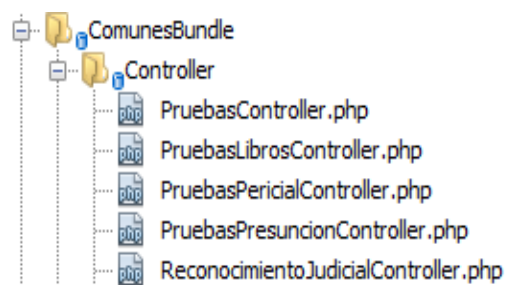 ComunesBundle
Controller
PruebasController.php
PruebasLibrosController.php
PruebasPericialController.php
PruebasPresuncionController.php
ReconocimientoJudicialController.php